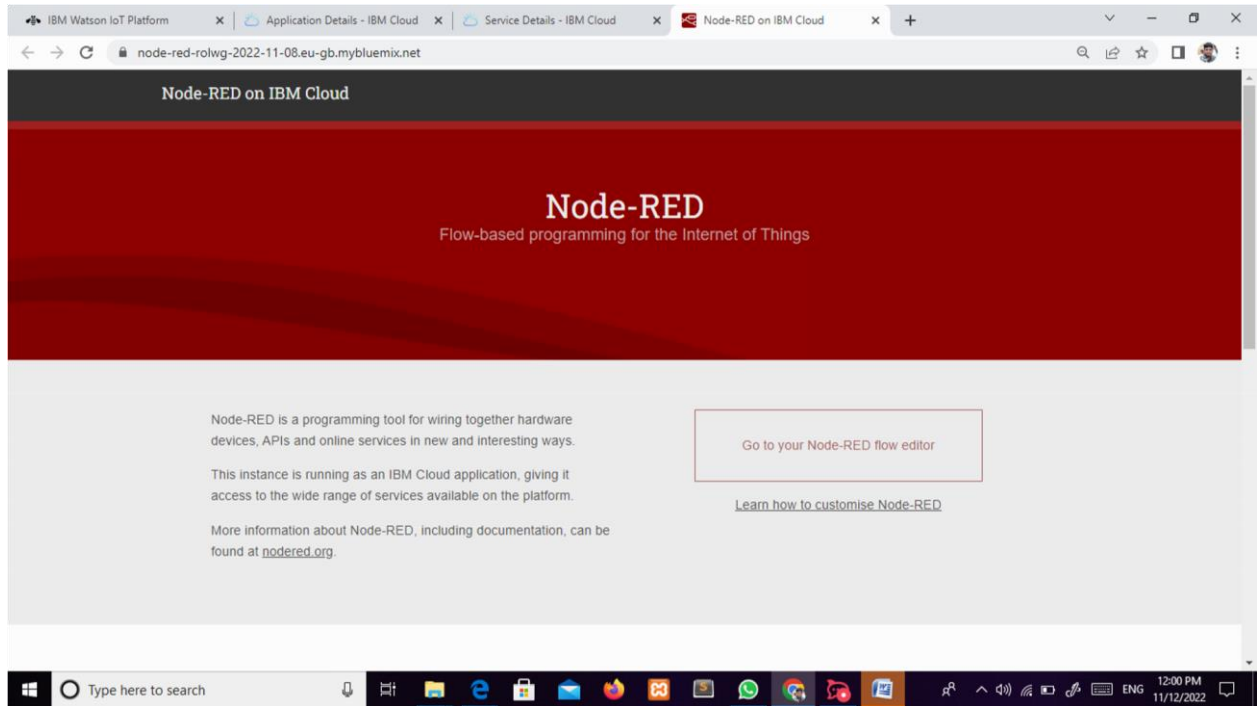 IBM Watson IoT Platform
Application Details - IBM Cloud
Service Details - IBM Cloud
Node-RED on IBM Cloud
node-red-rolwg-2022-11-08.eu-gb.mybluemix.net
Node-RED on IBM Cloud
Node-RED
Flow-based programming for the Internet of Things
Node-RED is a programming tool for wiring together hardware
devices, APIs and online services in new and interesting ways.
This instance is running as an IBM Cloud application, giving it
access to the wide range of services available on the platform.
More information about Node-RED, including documentation, can be
found at nodered.org.
Go to your Node-RED flow editor
Learn how to customise Node-RED
Type here to search
ENG
12:00 PM
11/12/2022